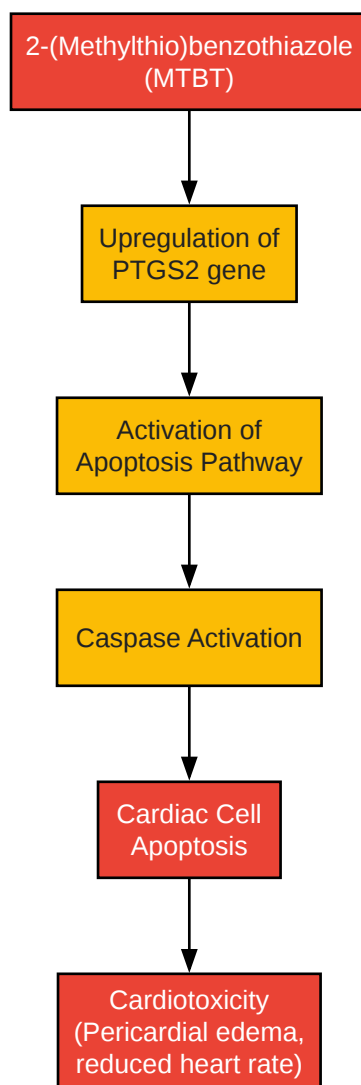 2-(Methylthio)benzothiazole
(MTBT)
Upregulation of
PTGS2 gene
Activation of
Apoptosis Pathway
Caspase Activation
Cardiac Cell
Apoptosis
Cardiotoxicity
(Pericardial edema,
reduced heart rate)